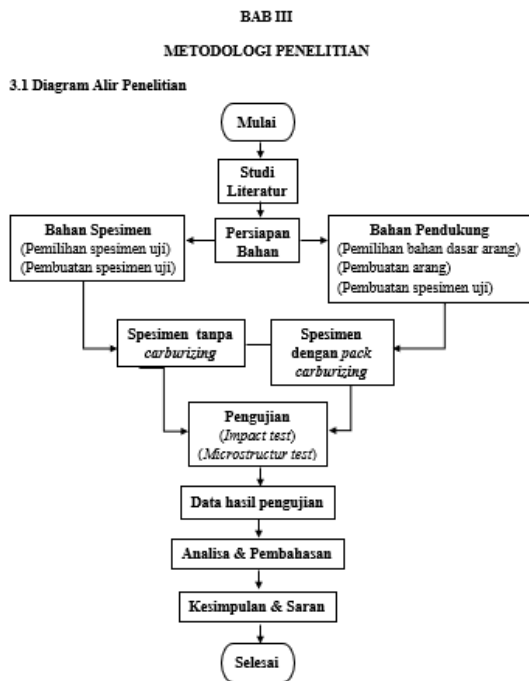 BAB III
METODOLOGI PENELITIAN
3.1 Diagram Alir Penelitian
Mulai
Studi
Literatur
Persiapan
Bahan
Bahan Spesimen
(Pemilihan spesimen uji)
(Pembuatan spesimen uji)
Bahan Pendukung
(Pemilihan bahan dasar arang)
(Pembuatan arang)
(Pembuatan spesimen uji)
Spesimen tanpa
carburizing
Spesimen
dengan pack
carburizing
Pengujian
(Impact test)
(Microstructur test)
Data hasil pengujian
Analisa & Pembahasan
Kesimpulan & Saran
Selesai